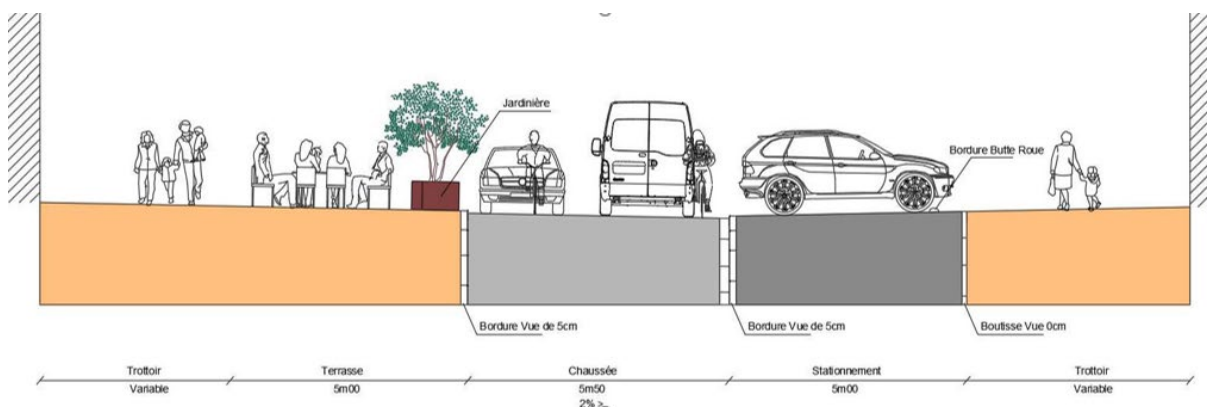 Jardinière
Bordure Butte Roue
Bordure Vue de 5cm
Bordure Vue de 5cm
Boutisse Vue 0cm
Trottoir
Terrasse
Chaussée
Stationnement
Trottoir
Variable
5m00
5m50
5m00
Variable
2%